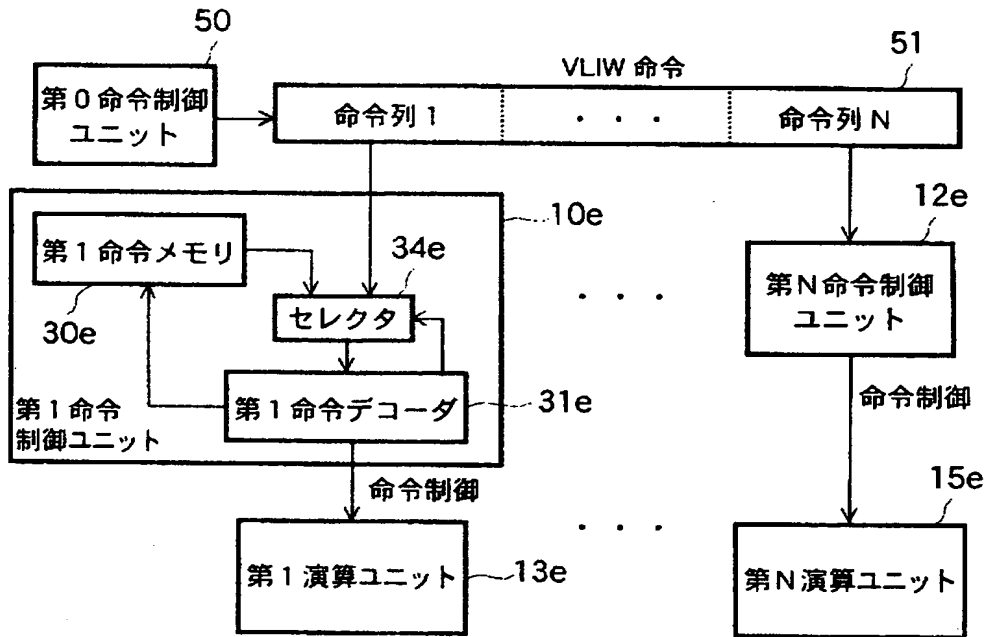 50
第0命令制御
ユニット
VLIW 命令
51
命令列 1
・・・
命令列 N
10e
第1命令メモリ
30e
34e
セレクタ
第1命令デコーダ
31e
第1命令
制御ユニット
・・・
12e
第N命令制御
ユニット
命令制御
命令制御
第1演算ユニット
13e
・・・
15e
第N演算ユニット